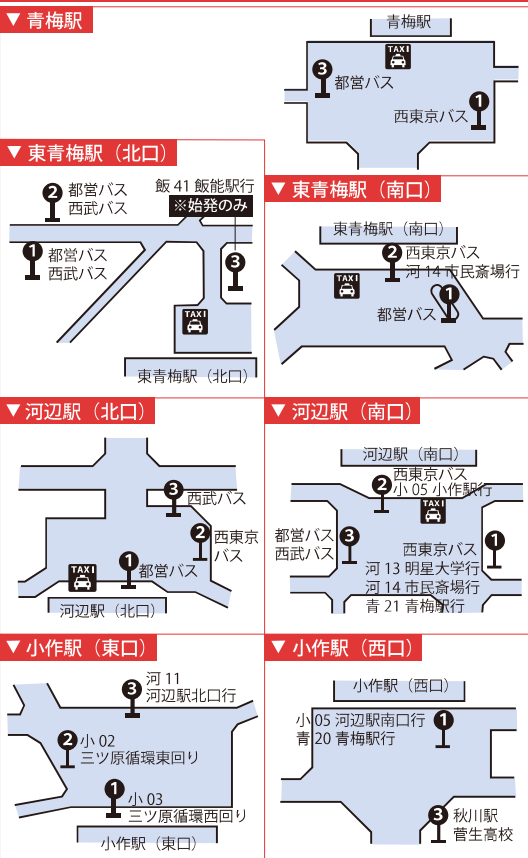 ▼青梅駅
青梅駅
TAXI
3
都営バス
1
西東京バス
▼東青梅駅（北口）
2
都営バス
西武バス
飯 41 飯能駅行
※始発のみ
1
都営バス
西武バス
3
TAXI
東青梅駅（北口）
▼東青梅駅（南口）
東青梅駅（南口）
2
西東京バス
河 14 市民斎場行
TAXI
1
都営バス
▼河辺駅（北口）
3
西武バス
2
西東京
バス
1
都営バス
TAXI
河辺駅（北口）
▼河辺駅（南口）
河辺駅（南口）
西東京バス
2
小 05 小作駅行
TAXI
都営バス
西武バス
3
1
西東京バス
河 13 明星大学行
河 14 市民斎場行
青 21 青梅駅行
▼小作駅（東口）
3
河 11
河辺駅北口行
2
小 02
三ツ原循環東回り
1
小 03
三ツ原循環西回り
小作駅（東口）
▼小作駅（西口）
小作駅（西口）
小 05 河辺駅南口行
青 20 青梅駅行
1
3
秋川駅
菅生高校